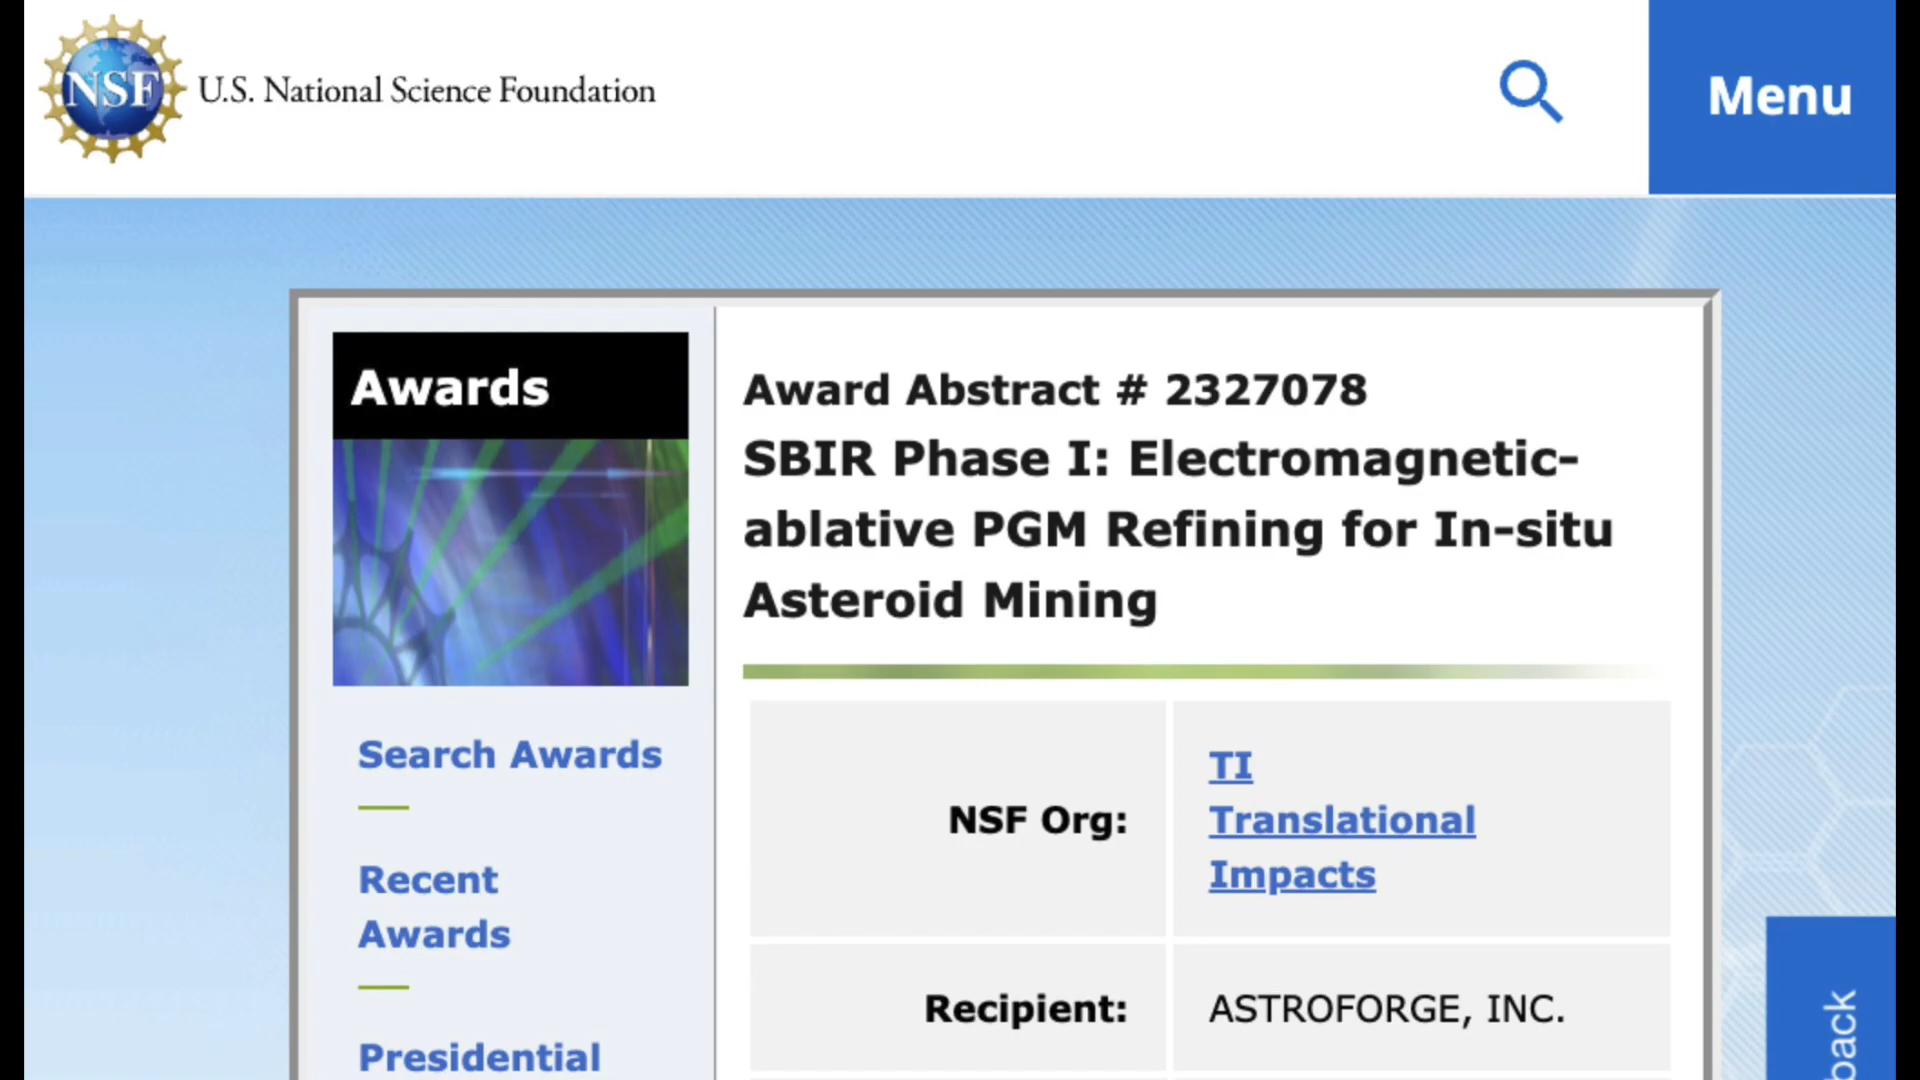 NSF
U.S. National Science Foundation
Menu
Awards
Search Awards
Recent
Awards
Presidential
Award Abstract # 2327078
SBIR Phase I: Electromagnetic-
ablative PGM Refining for In-situ
Asteroid Mining
NSF Org:
TI
Translational
Impacts
Recipient:
ASTROFORGE, INC.
back